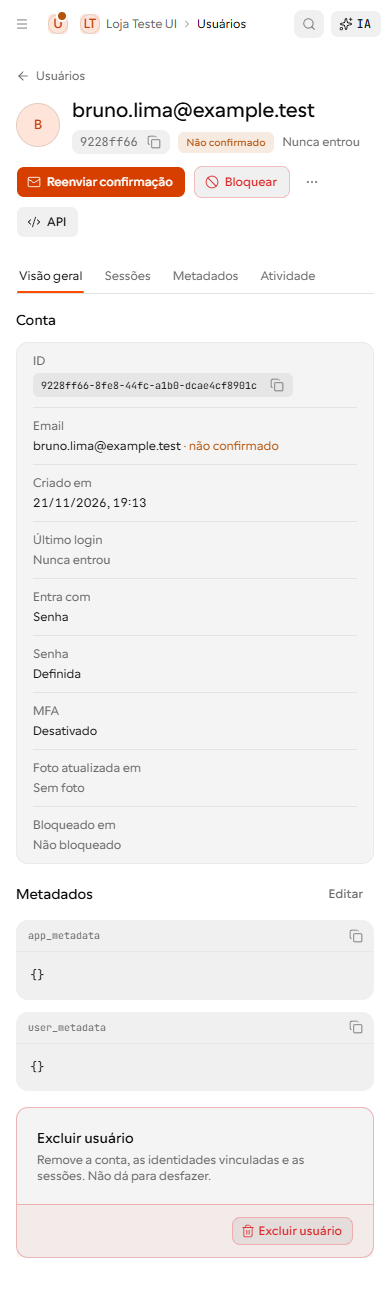 U
LT Loja Teste UI > Usuários
IA
Usuários
B
bruno.lima@example.test
9228ff66
Não confirmado
Nunca entrou
Reenviar confirmação
Bloquear
...
</> API
Visão geral
Sessões
Metadados
Atividade
Conta
ID
9228ff66-8fe8-44fc-a1b0-dcae4cf8901c
Email
bruno.lima@example.test · não confirmado
Criado em
21/11/2026, 19:13
Último login
Nunca entrou
Entra com
Senha
Senha
Definida
MFA
Desativado
Foto atualizada em
Sem foto
Bloqueado em
Não bloqueado
Metadados
Editar
app_metadata
{}
user_metadata
{}
Excluir usuário
Remove a conta, as identidades vinculadas e as
sessões. Não dá para desfazer.
Excluir usuário